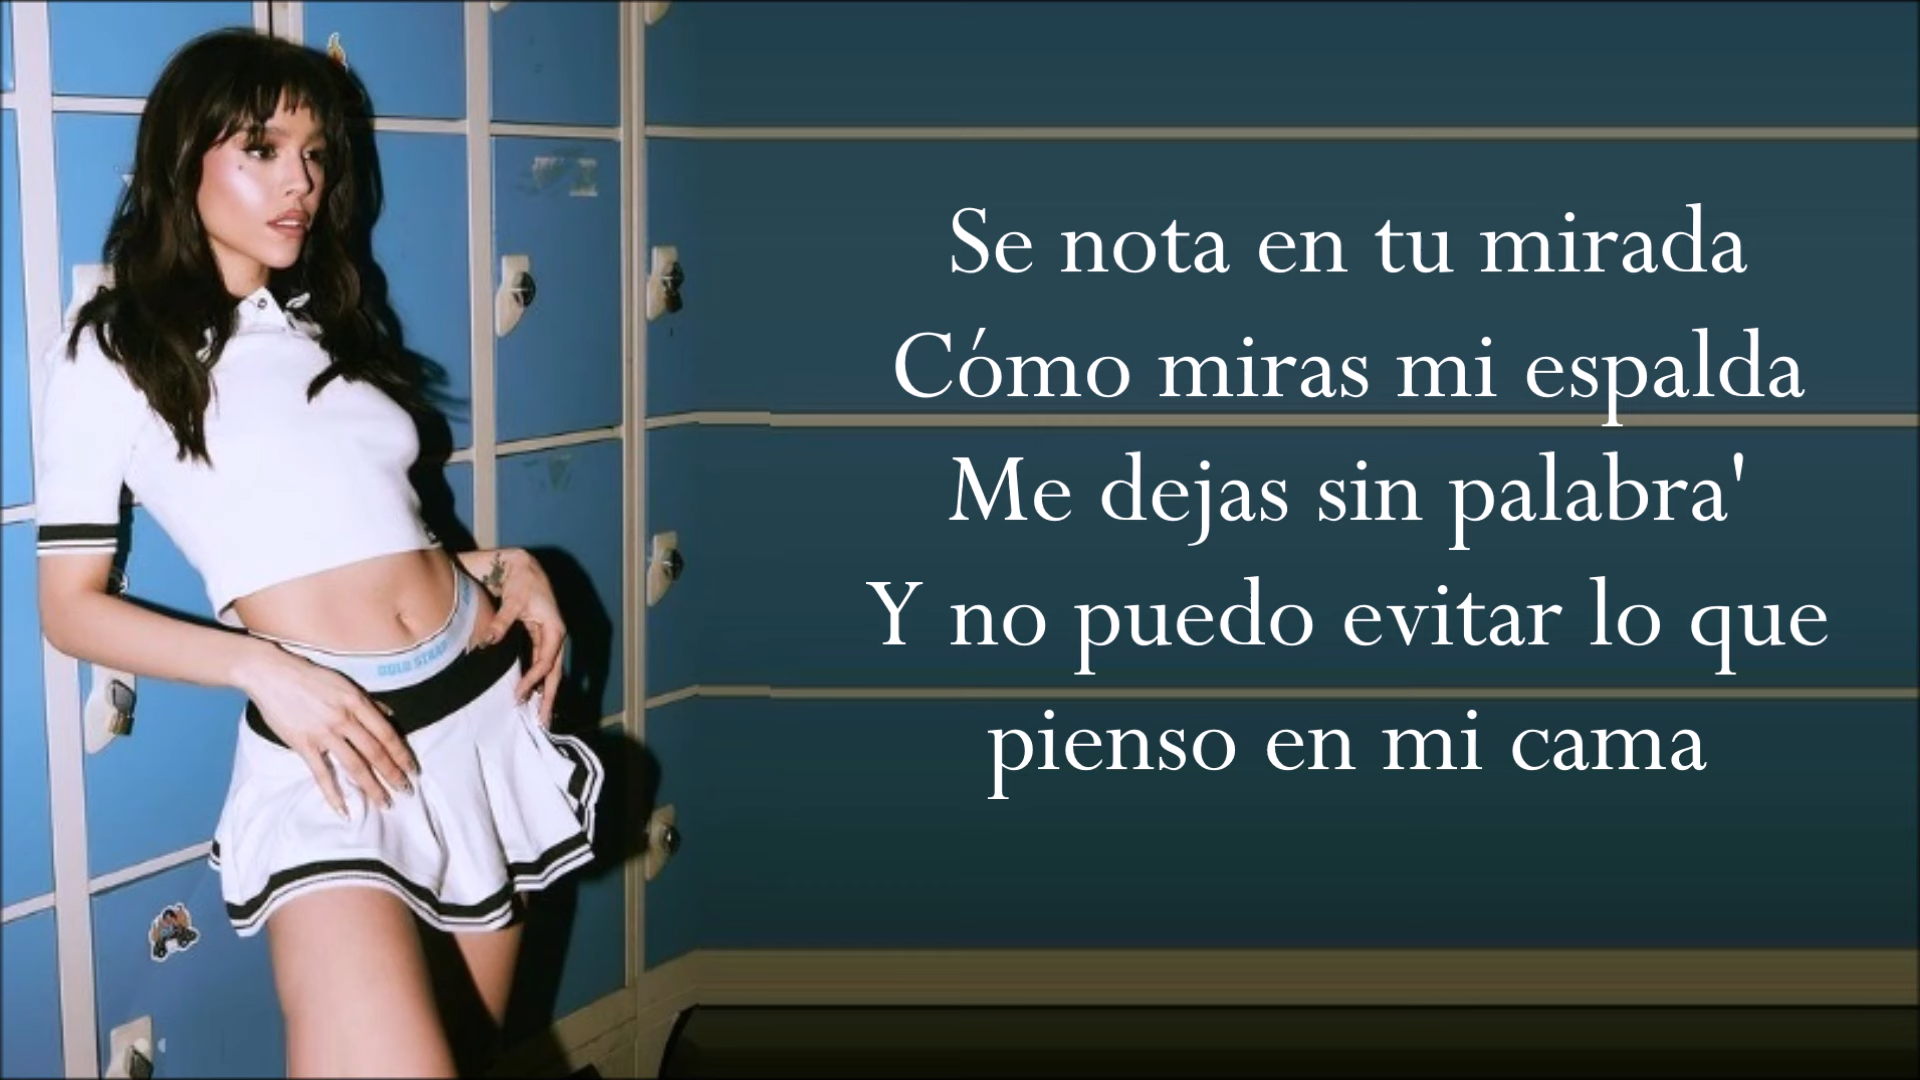 Se nota en tu mirada
Cómo miras mi espalda
Me dejas sin palabra'
Y no puedo evitar lo que
pienso en mi cama